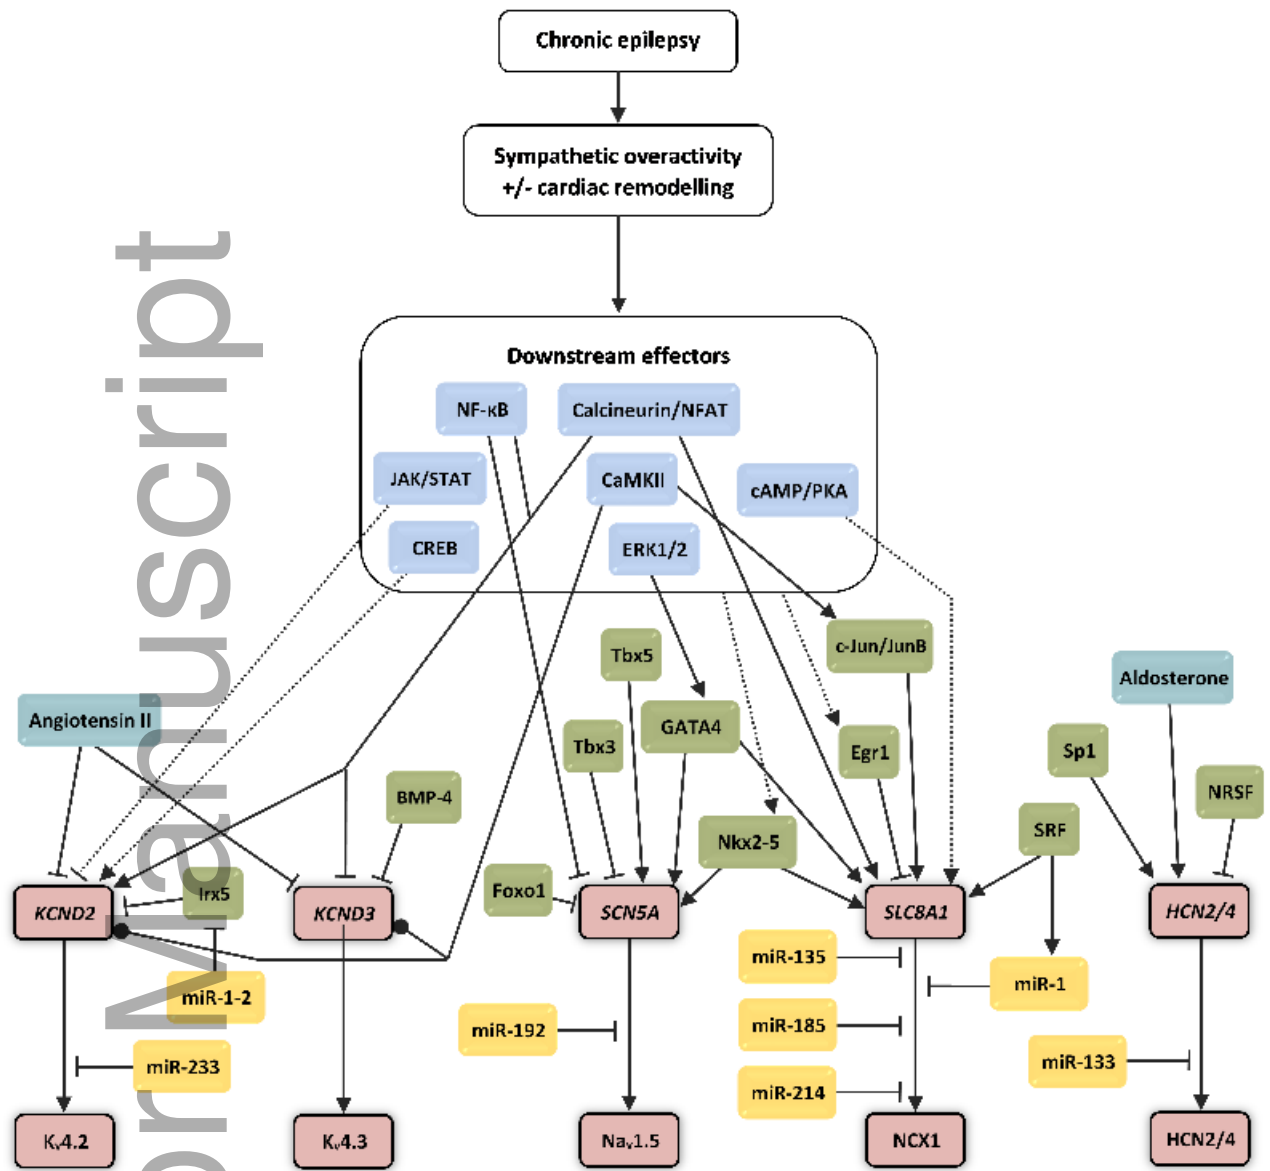 Chronic epilepsy
Sympathetic overactivity
+/- cardiac remodelling
Downstream effectors
NF-κB
Calcineurin/NFAT
JAK/STAT
CaMKII
cAMP/PKA
CREB
ERK1/2
Tbx5
c-Jun/JunB
Aldosterone
Angiotensin II
GATA4
Tbx3
Egr1
Sp1
BMP-4
NRSF
Nkx2-5
SRF
Irx5
Foxo1
KCND2
KCND3
SCN5A
SLC8A1
HCN2/4
miR-135
miR-1
miR-1-2
miR-192
miR-185
miR-233
miR-133
miR-214
Kv4.2
Kv4.3
Nav1.5
NCX1
HCN2/4
or Manuscript